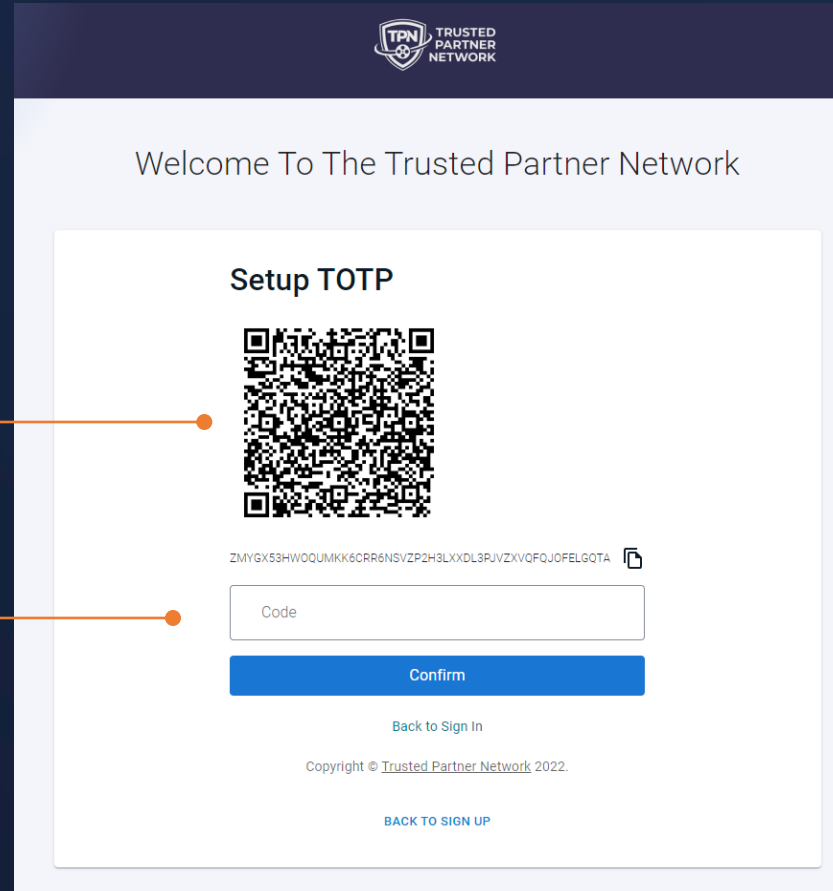 TPN TRUSTED
PARTNER
NETWORK
Welcome To The Trusted Partner Network
Setup TOTP
ZMYGX53HWOQUMKK6CRR6NSVZP2H3LXXDL3PJVZXVQFQJOFELGQTA
Code
Confirm
Back to Sign In
Copyright © Trusted Partner Network 2022.
BACK TO SIGN UP